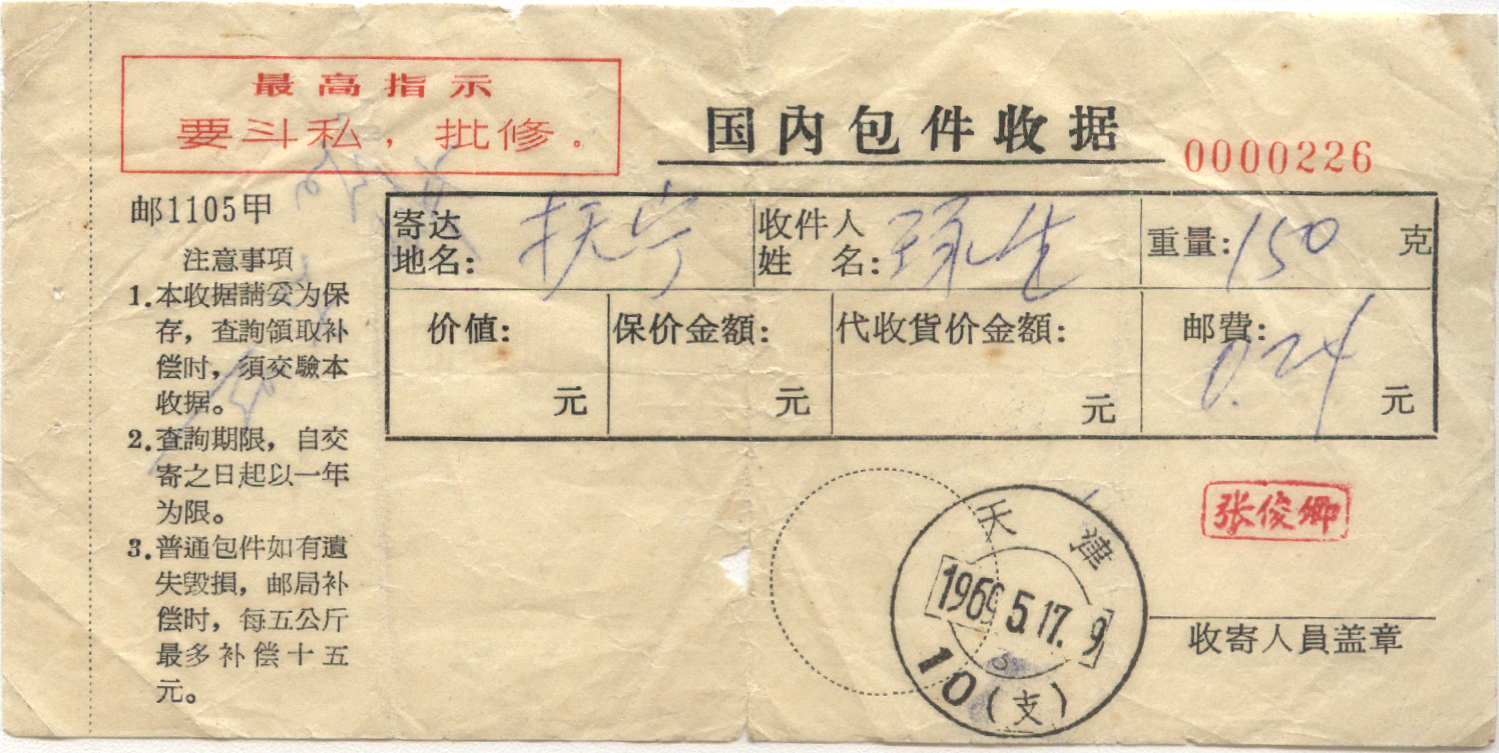 最高指示
要斗私，批修。
国内包件收据
0000226
邮1105甲
注意事項
1.本收据請妥为保
存，查詢領取补
偿时，須交驗本
收据。
2.查詢期限，自交
寄之日起以一年
为限。
3.普通包件如有遺
失毀損，邮局补
偿时，每五公斤
最多补偿十五
元。
寄达
地名：抚宁
收件人
姓 名：
重量：150 克
价値：
元
保价金額：
元
代收貨价金額：
元
邮費：
0.24 元
张俊卿
收寄人員盖章
天津
1969.5.17.9
10(支)